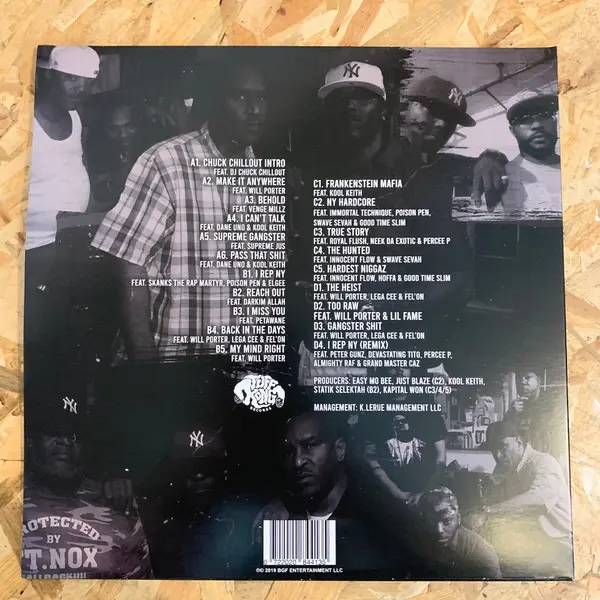 A1. CHUCK CHILLOUT INTRO
FEAT. DJ CHUCK CHILLOUT
A2. MAKE IT ANYWHERE
FEAT. WILL PORTER
A3. BEHOLD
FEAT. VENGE MILLZ
A4. I CAN'T TALK
FEAT. DANE UNO & KOOL KEITH
A5. SUPREME GANGSTER
FEAT. SUPREME JUS
A6. PASS THAT SHIT
FEAT. DANE UNO & KOOL KEITH
B1. I REP NY
FEAT. SKANKS THE RAP MARTYR, POISON PEN & ELGEE
B2. REACH OUT
FEAT. DARKIM ALLAH
B3. I MISS YOU
FEAT. PETAWANE
B4. BACK IN THE DAYS
FEAT. WILL PORTER, LEGA CEE & FEL'ON
B5. MY MIND RIGHT
FEAT. WILL PORTER
C1. FRANKENSTEIN MAFIA
FEAT. KOOL KEITH
C2. NY HARDCORE
FEAT. IMMORTAL TECHNIQUE, POISON PEN,
SWAVE SEVAH & GOOD TIME SLIM
C3. TRUE STORY
FEAT. ROYAL FLUSH, NEEK DA EXOTIC & PERCEE P
C4. THE HUNTED
FEAT. INNOCENT FLOW & SWAVE SEVAH
C5. HARDEST NIGGAZ
FEAT. INNOCENT FLOW, HOFFA & GOOD TIME SLIM
D1. THE HEIST
FEAT. WILL PORTER, LEGA CEE & FEL'ON
D2. TOO RAW
FEAT. WILL PORTER & LIL FAME
D3. GANGSTER SHIT
FEAT. WILL PORTER, LEGA CEE & FEL'ON
D4. I REP NY (REMIX)
FEAT. PETER GUNZ, DEVASTATING TITO, PERCEE P,
ALMIGHTY RAF & GRAND MASTER CAZ
PRODUCERS: EASY MO BEE, JUST BLAZE (C2), KOOL KEITH,
STATIK SELEKTAH (B2), KAPITAL WON (C3/4/5)
MANAGEMENT: K.LERUE MANAGEMENT LLC
RECORDS
NY
NY
NY
NY
PROTECTED
BY
FT.NOX
0 722020 844135
©℗ 2019 BGF ENTERTAINMENT LLC